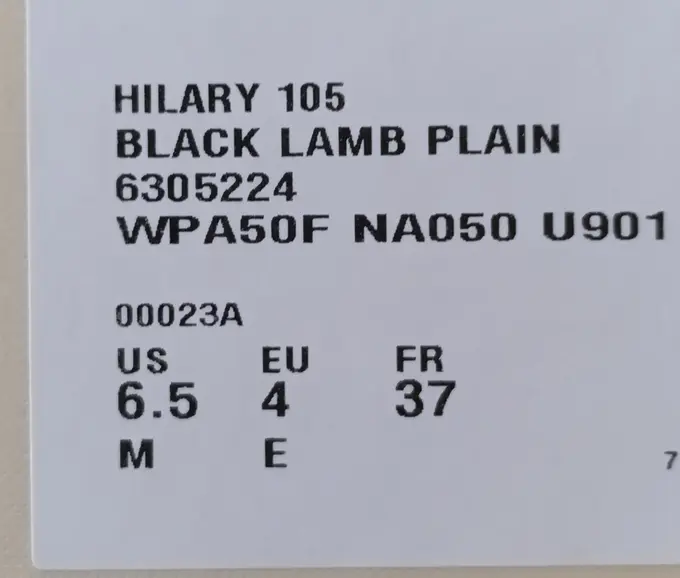 HILARY 105
BLACK LAMB PLAIN
6305224
WPA50F NA050 U901
00023A
US EU FR
6.5 4 37
M E
7